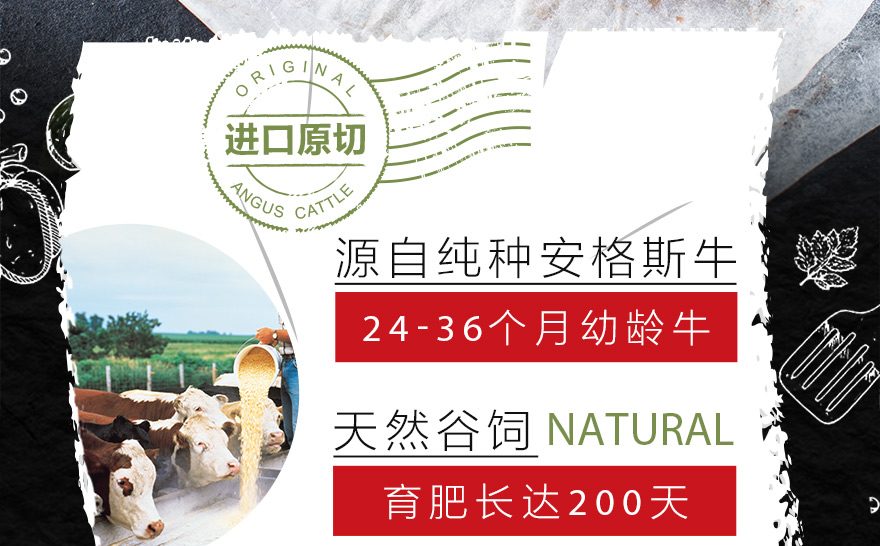 ORIGINAL
进口原切
ANGUS CATTLE
源自纯种安格斯牛
24-36个月幼龄牛
天然谷饲 NATURAL
育肥长达200天